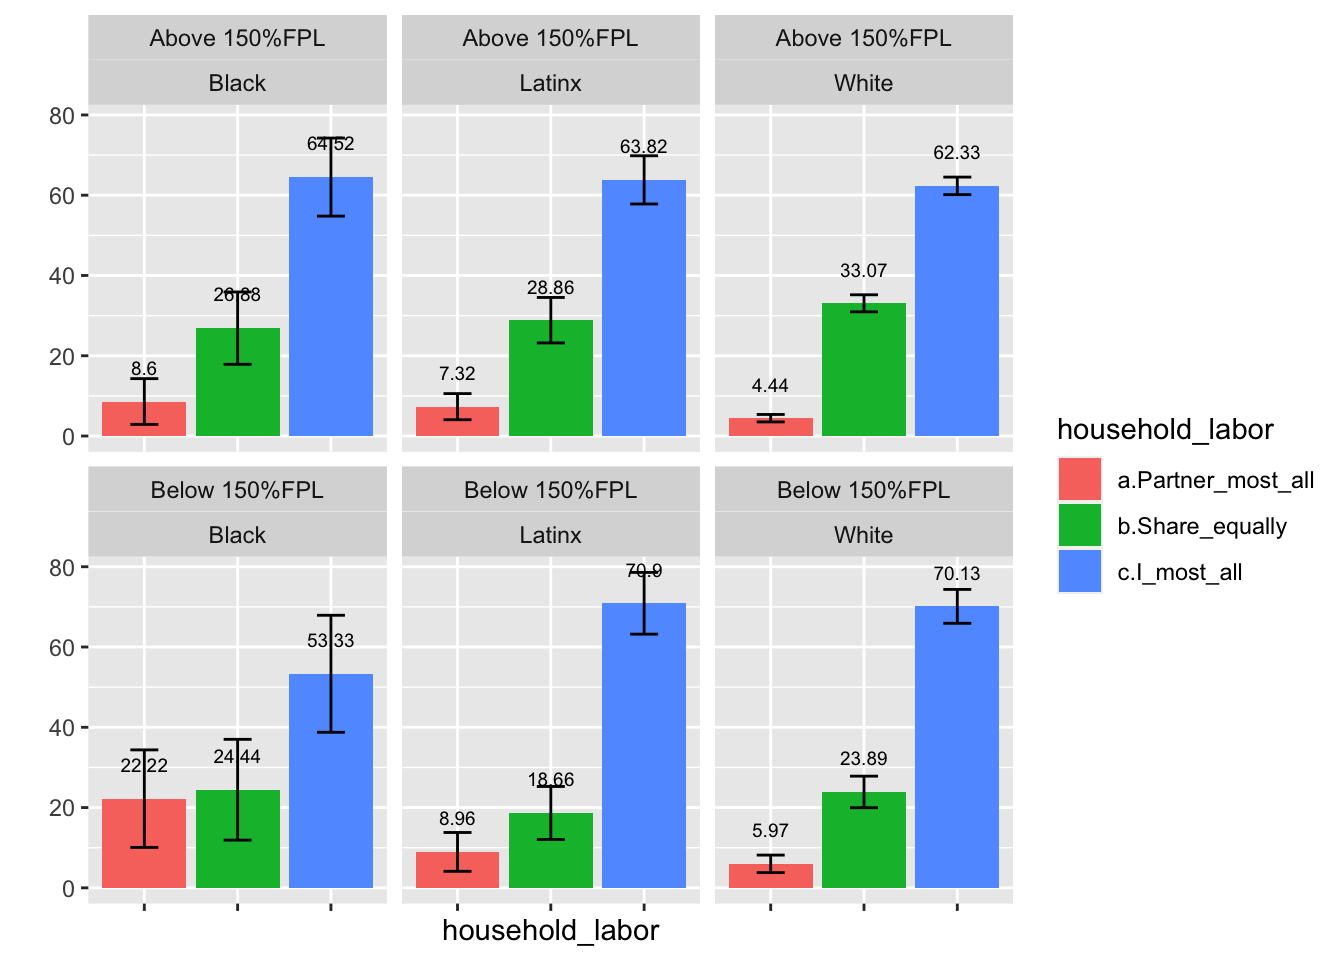 Above 150%FPL
Above 150%FPL
Above 150%FPL
Black
Latinx
White
80
60
40
20
0
8.6
26.88
64.52
7.32
28.86
63.82
4.44
33.07
62.33
Below 150%FPL
Below 150%FPL
Below 150%FPL
Black
Latinx
White
80
60
40
20
0
22.22
24.44
53.33
8.96
18.66
70.9
5.97
23.89
70.13
household_labor
household_labor
a.Partner_most_all
b.Share_equally
c.I_most_all